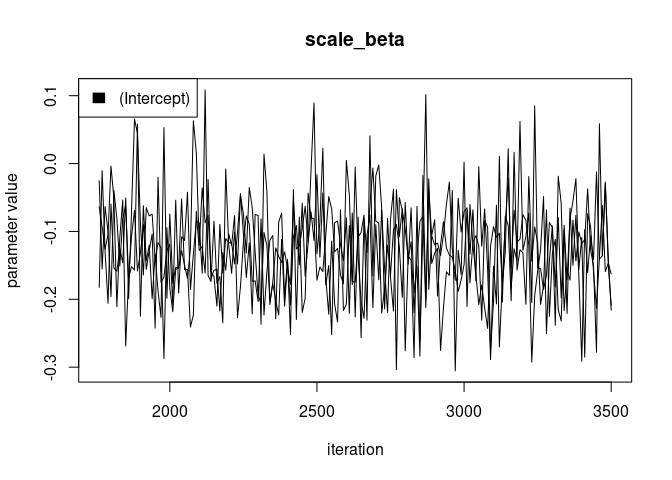 scale_beta
(Intercept)
parameter value
0.1
0.0
-0.1
-0.2
-0.3
2000 2500 3000 3500
iteration